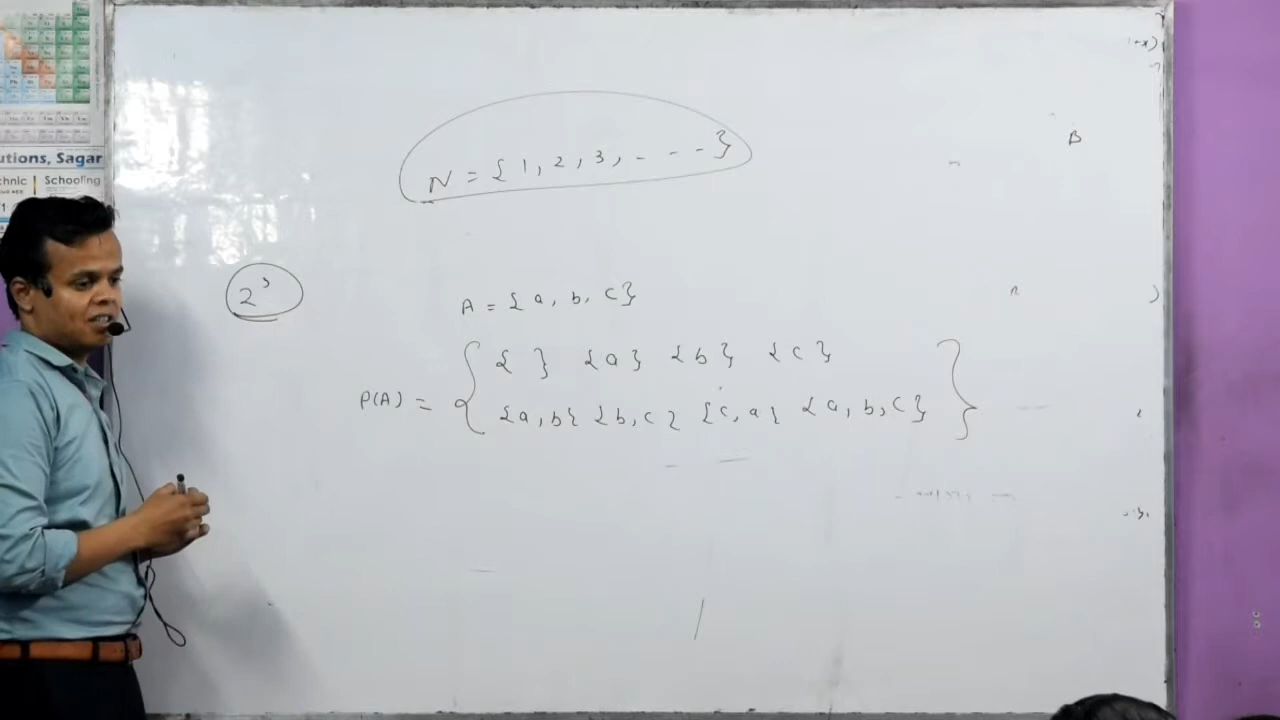 utions, Sagar
chnic | Schooling
N = {1, 2, 3, - - - -}
B
2³
A = {a, b, c}
P(A) = { { } {a} {b} {c}
{a, b} {b, c} {c, a} {a, b, c} }